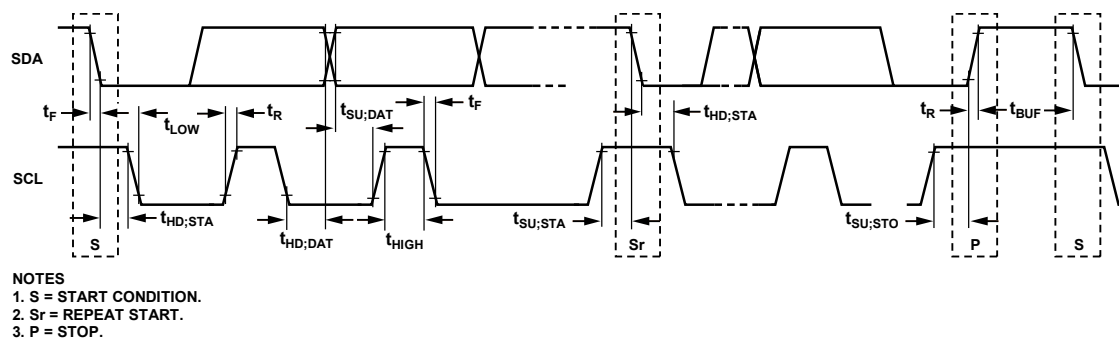 SDA
tF
tLOW
tR
tSU;DAT
tF
tHD;STA
tR
tBUF
SCL
tHD;STA
tHD;DAT
tHIGH
tSU;STA
tSU;STO
S
Sr
P
S
NOTES
1. S = START CONDITION.
2. Sr = REPEAT START.
3. P = STOP.